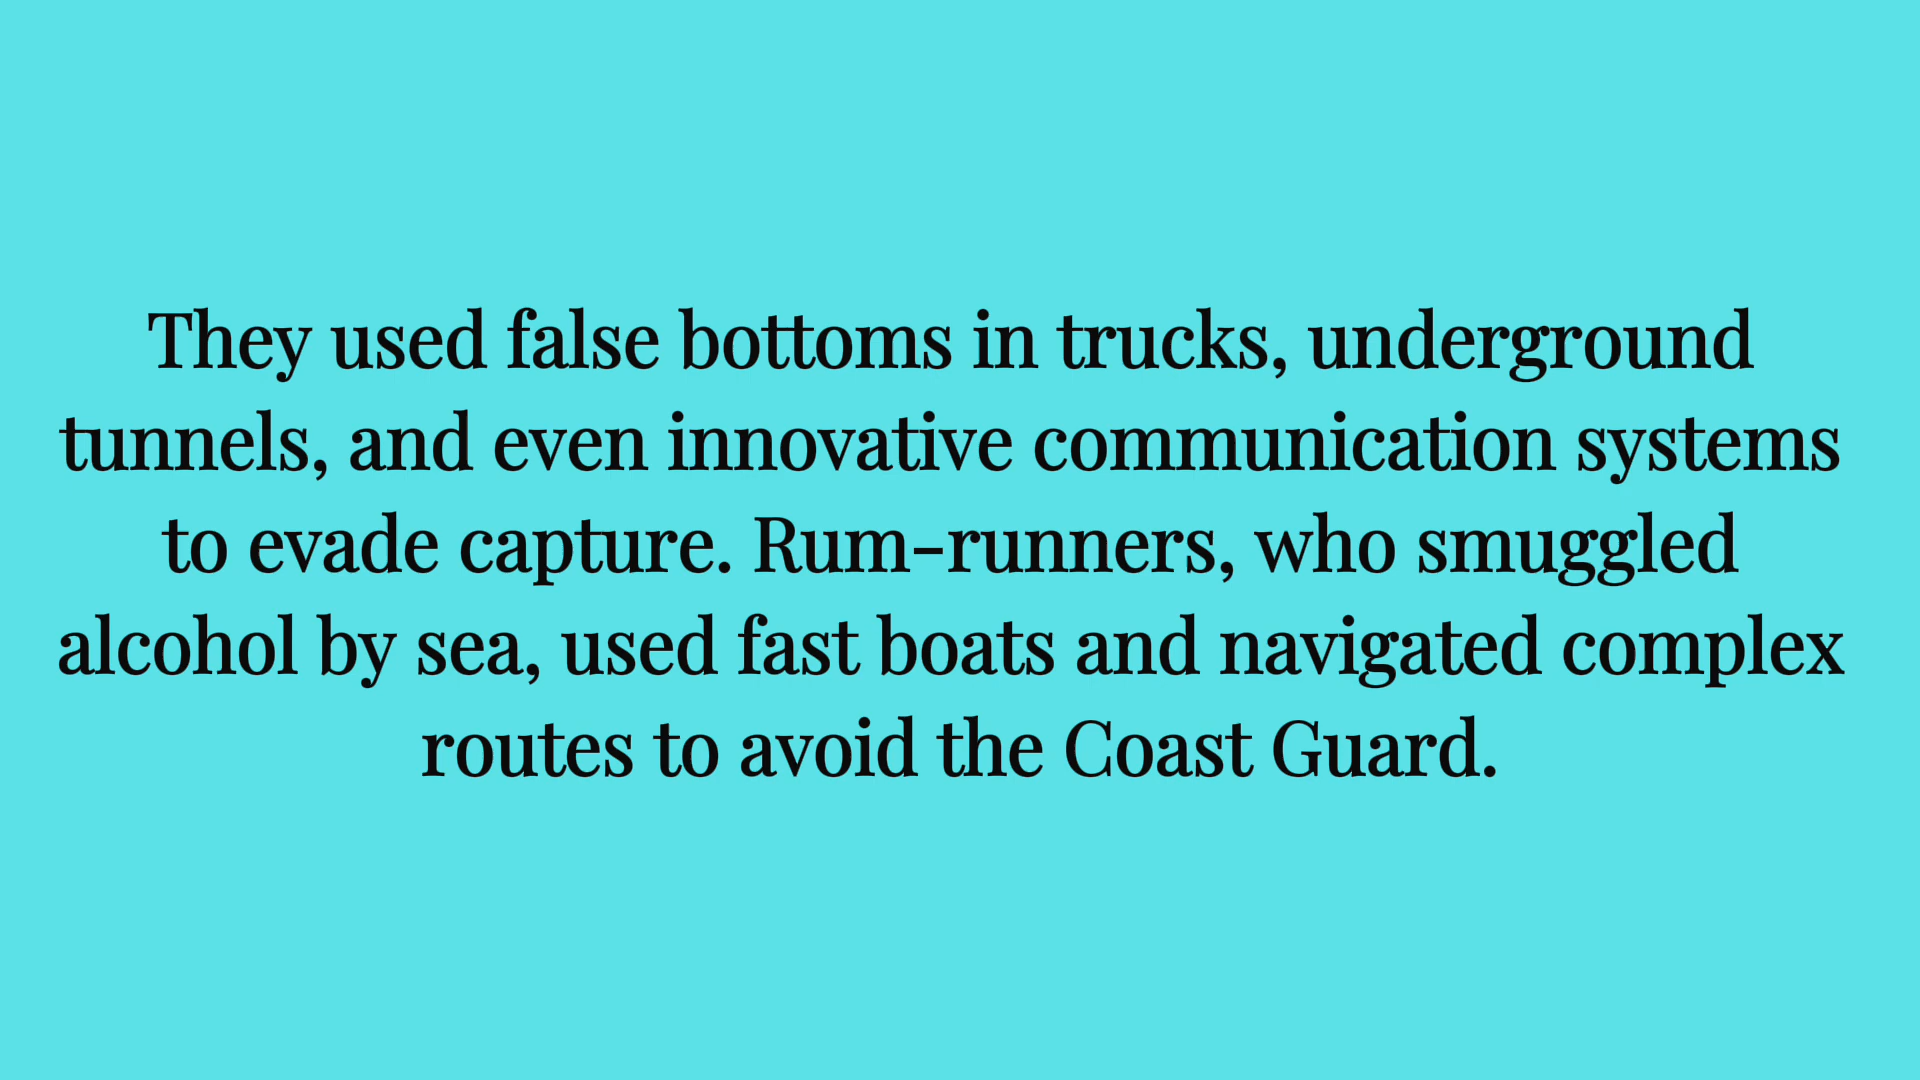 They used false bottoms in trucks, underground
tunnels, and even innovative communication systems
to evade capture. Rum-runners, who smuggled
alcohol by sea, used fast boats and navigated complex
routes to avoid the Coast Guard.